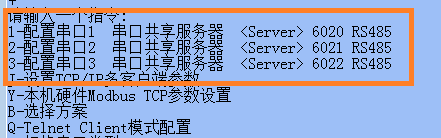 请输入一个指令:
1-配置串口1 串口共享服务器 <Server> 6020 RS485
2-配置串口2 串口共享服务器 <Server> 6021 RS485
3-配置串口3 串口共享服务器 <Server> 6022 RS485
I-设置TCP/IP多客户端参数
Y-本机硬件Modbus TCP参数设置
B-选择方案
Q-Telnet Client模式配置